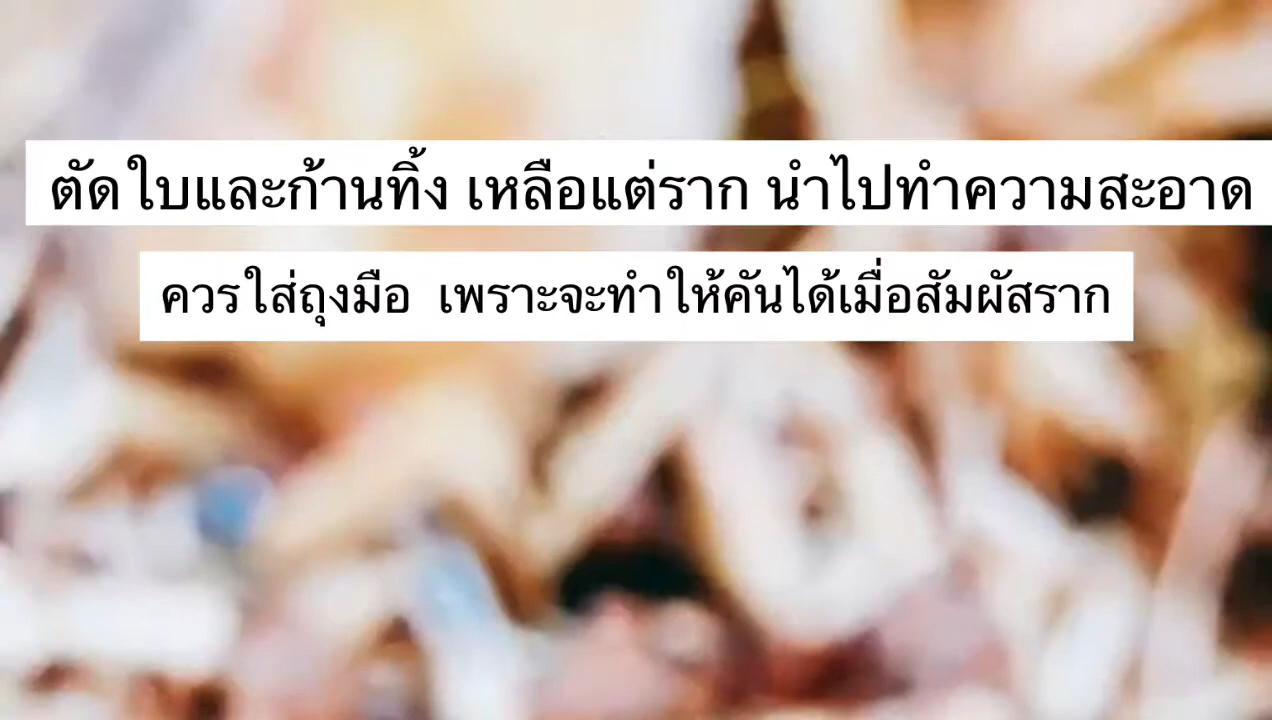 ตัดใบและก้านทิ้ง เหลือแต่ราก นำไปทำความสะอาด
ควรใส่ถุงมือ เพราะจะทำให้คันได้เมื่อสัมผัสราก